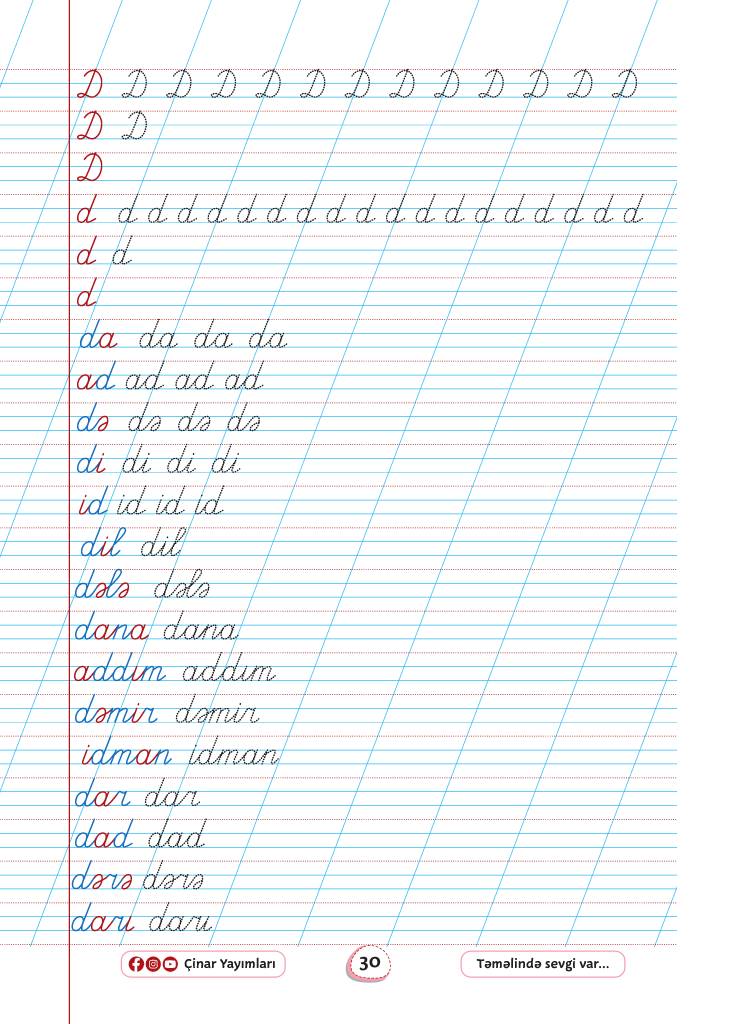 D D D D D D D D D D D D D
D D
D
d d d d d d d d d d d d d d d d d d d
d d
d
da da da da
ad ad ad ad
də də də də
di di di di
id id id id
dil dil
dələ dələ
dana dana
addım addım
dəmir dəmir
idman idman
dar dar
dad dad
dərə dərə
darı darı
Çinar Yayımları 30 Təməlində sevgi var...